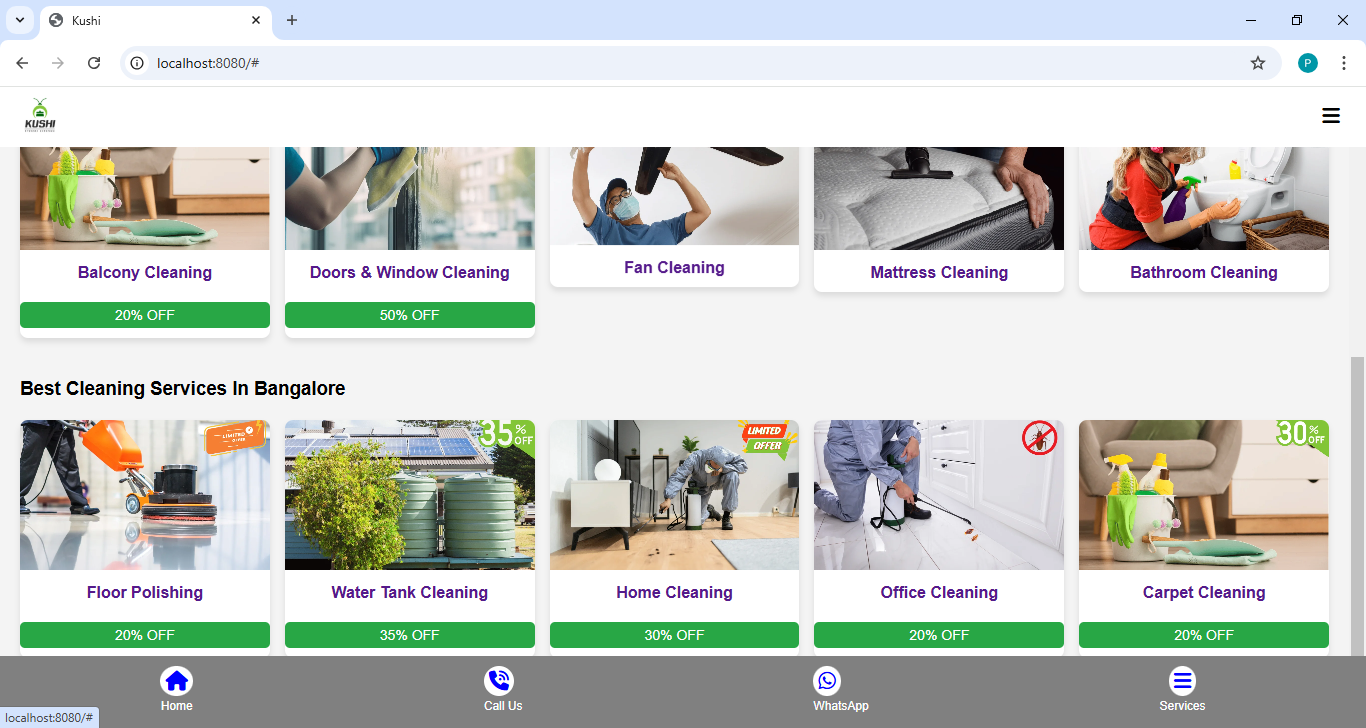 Kushi
localhost:8080/#
P
KUSHI
Balcony Cleaning
Doors & Window Cleaning
Fan Cleaning
Mattress Cleaning
Bathroom Cleaning
20% OFF
50% OFF
Best Cleaning Services In Bangalore
LIMITED
OFFER
35% OFF
LIMITED
OFFER
30% OFF
Floor Polishing
Water Tank Cleaning
Home Cleaning
Office Cleaning
Carpet Cleaning
20% OFF
35% OFF
30% OFF
20% OFF
20% OFF
Home
Call Us
WhatsApp
Services
localhost:8080/#